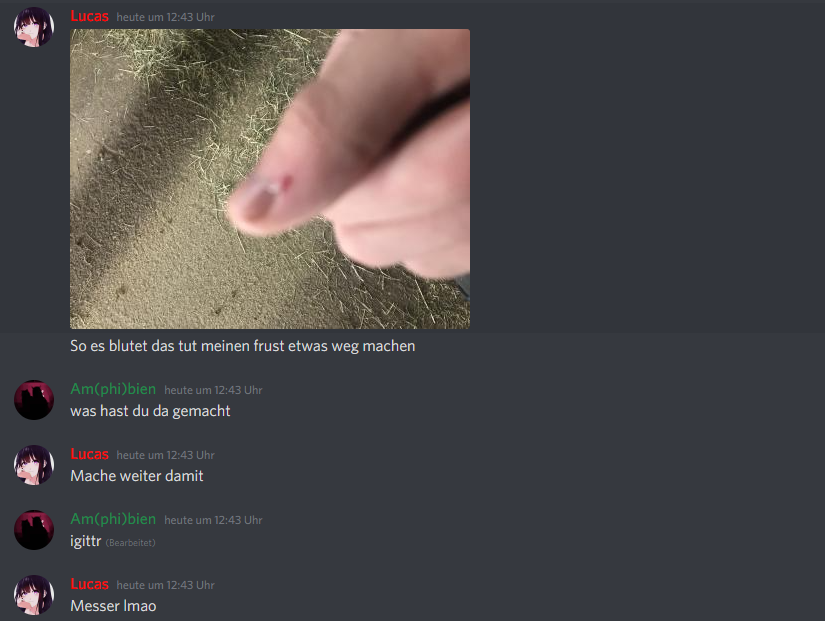 Lucas heute um 12:43 Uhr
So es blutet das tut meinen frust etwas weg machen
Am(phi)bien heute um 12:43 Uhr
was hast du da gemacht
Lucas heute um 12:43 Uhr
Mache weiter damit
Am(phi)bien heute um 12:43 Uhr
igittr (Bearbeitet)
Lucas heute um 12:43 Uhr
Messer lmao